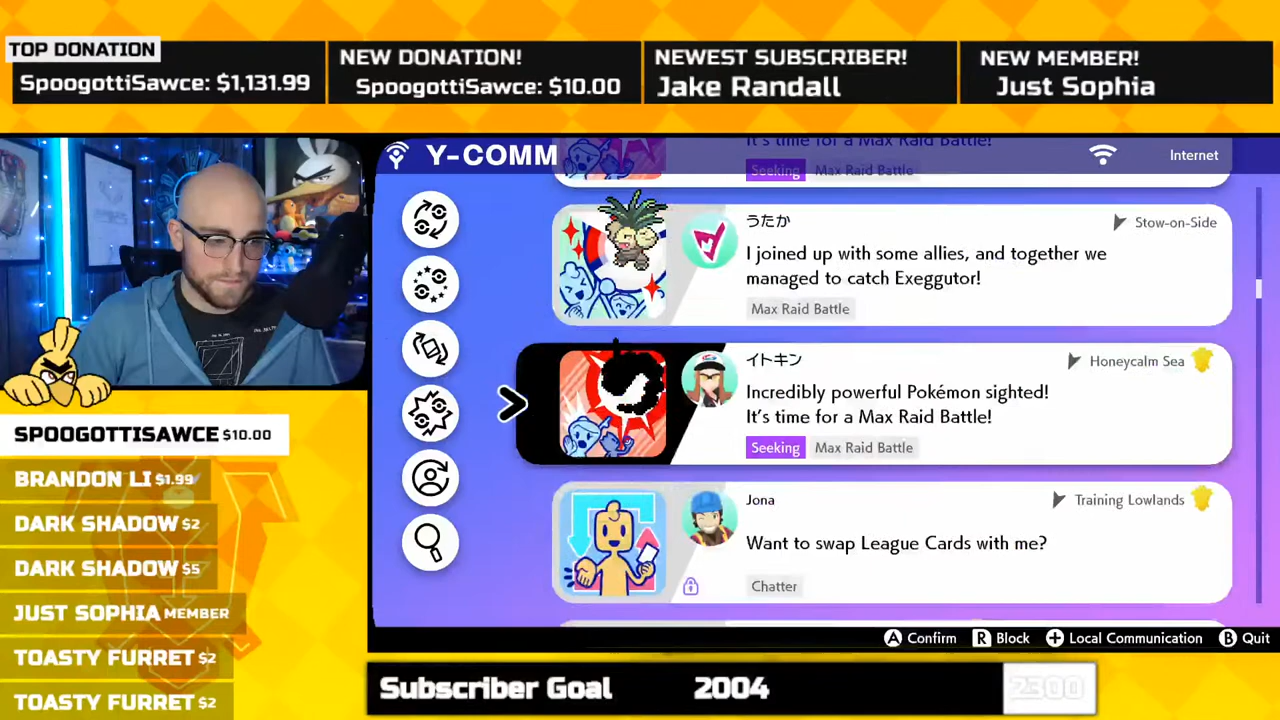 TOP DONATION
SpoogottiSawce: $1,131.99
NEW DONATION!
SpoogottiSawce: $10.00
NEWEST SUBSCRIBER!
Jake Randall
NEW MEMBER!
Just Sophia
Y-COMM
Internet
It's time for a Max Raid Battle!
Seeking Max Raid Battle
うたか
Stow-on-Side
I joined up with some allies, and together we
managed to catch Exeggutor!
Max Raid Battle
イトキン
Honeycalm Sea
Incredibly powerful Pokémon sighted!
It's time for a Max Raid Battle!
Seeking Max Raid Battle
Jona
Training Lowlands
Want to swap League Cards with me?
Chatter
A Confirm R Block + Local Communication B Quit
SPOOGOTTISAWCE $10.00
BRANDON LI $1.99
DARK SHADOW $2
DARK SHADOW $5
JUST SOPHIA MEMBER
TOASTY FURRET $2
TOASTY FURRET $2
Subscriber Goal 2004 2300